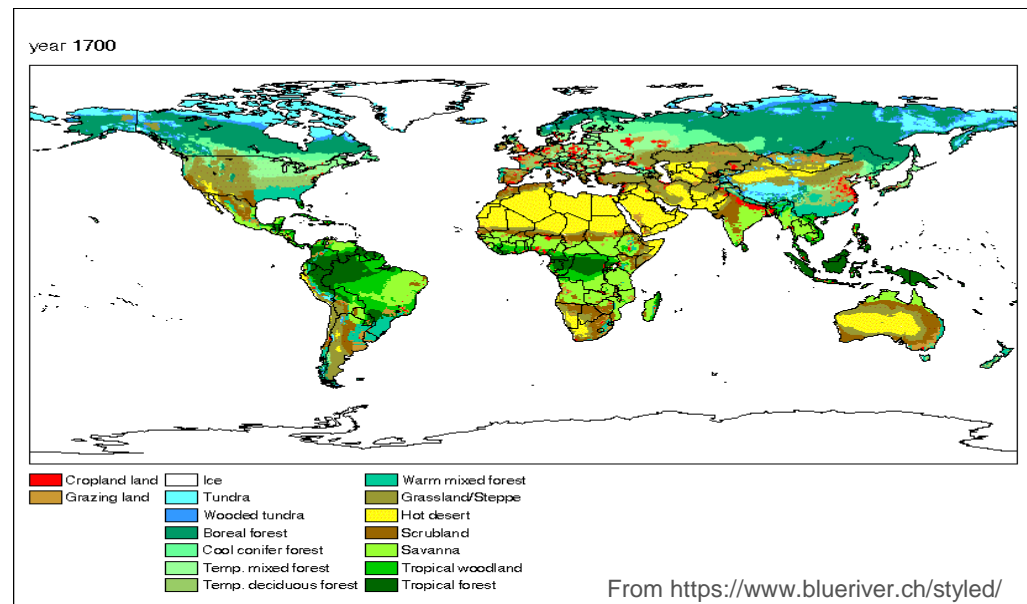 year 1700
Cropland land
Grazing land
Ice
Tundra
Wooded tundra
Boreal forest
Cool conifer forest
Temp. mixed forest
Temp. deciduous forest
Warm mixed forest
Grassland/Steppe
Hot desert
Scrubland
Savanna
Tropical woodland
Tropical forest
From https://www.blueriver.ch/styled/